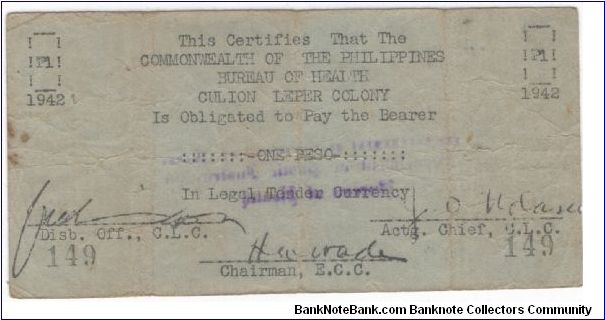 This Certifies That The
COMMONWEALTH OF THE PHILIPPINES
BUREAU OF HEALTH
CULION LEPER COLONY
Is Obligated to Pay the Bearer
:::::::-ONE PESO-:::::::
In Legal Tender Currency
!P1!
1942
!P1!
1942
Disb. Off., C.L.C.
149
H W Wade
Chairman, E.C.C.
Actg. Chief, C.L.C.
149
BankNoteBank.com Banknote Collectors Community